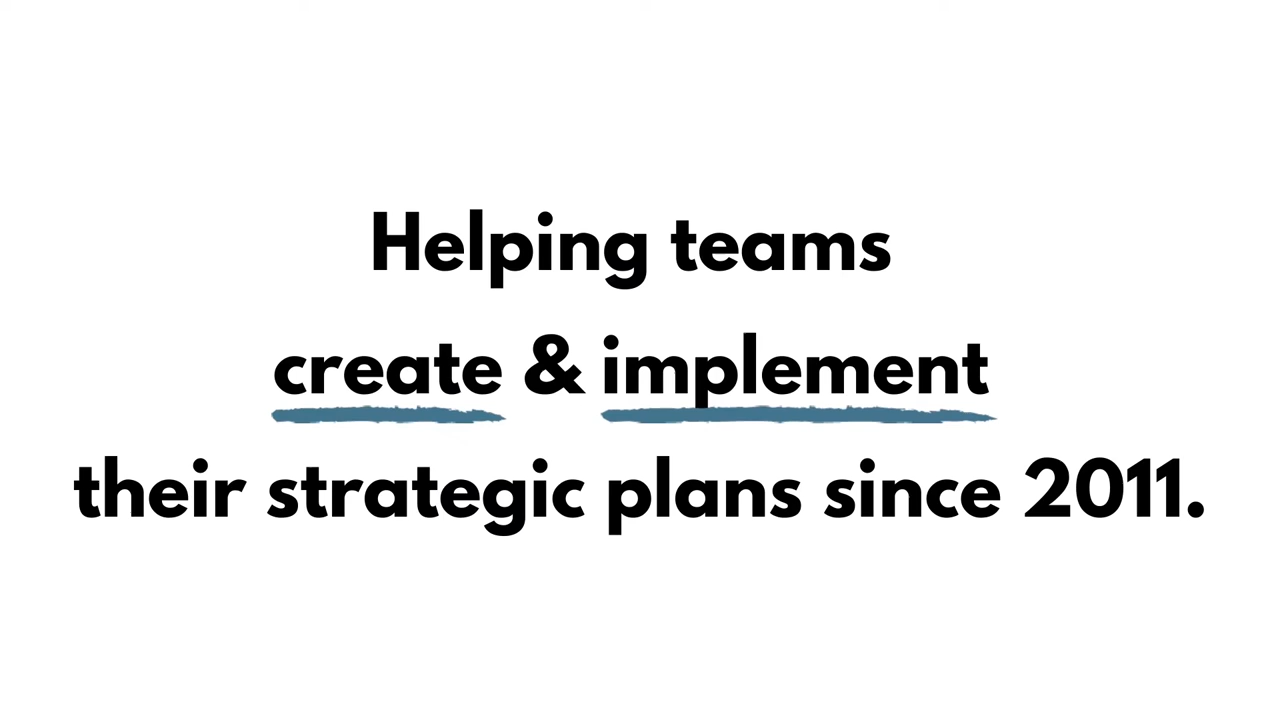 Helping teams
create & implement
their strategic plans since 2011.